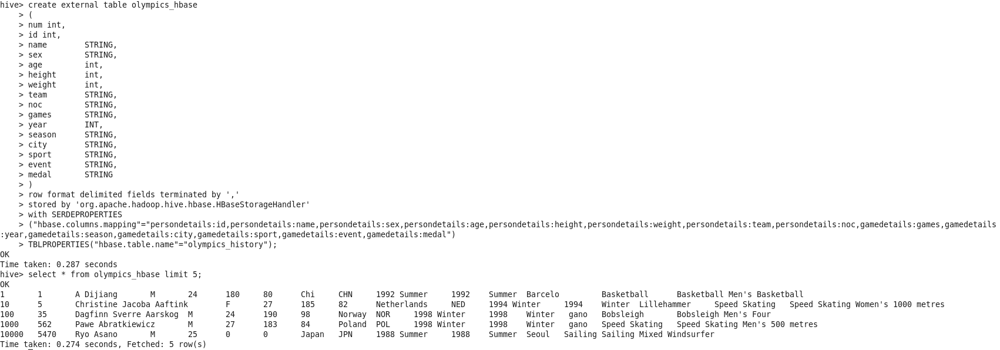 hive> create external table olympics_hbase
    > (
    > num int,
    > id int,
    > name        STRING,
    > sex         STRING,
    > age         int,
    > height      int,
    > weight      int,
    > team        STRING,
    > noc         STRING,
    > games       STRING,
    > year        INT,
    > season      STRING,
    > city        STRING,
    > sport       STRING,
    > event       STRING,
    > medal       STRING
    > )
    > row format delimited fields terminated by ','
    > stored by 'org.apache.hadoop.hive.hbase.HBaseStorageHandler'
    > with SERDEPROPERTIES
    > ("hbase.columns.mapping"="persondetails:id,persondetails:name,persondetails:sex,persondetails:age,persondetails:height,persondetails:weight,persondetails:team,persondetails:noc,gamedetails:games,gamedetails
:year,gamedetails:season,gamedetails:city,gamedetails:sport,gamedetails:event,gamedetails:medal")
    > TBLPROPERTIES("hbase.table.name"="olympics_history");
OK
Time taken: 0.287 seconds
hive> select * from olympics_hbase limit 5;
OK
1       1       A Dijiang       M       24      180     80      Chi     CHN     1992 Summer     1992    Summer  Barcelo         Basketball      Basketball Men's Basketball
10      5       Christine Jacoba Aaftink        F       27      185     82      Netherlands     NED     1994 Winter     1994    Winter  Lillehammer     Speed Skating   Speed Skating Women's 1000 metres
100     35      Dagfinn Sverre Aarskog  M       24      190     98      Norway  NOR     1998 Winter     1998    Winter   gano   Bobsleigh       Bobsleigh Men's Four
1000    562     Pawe Abratkiewicz       M       27      183     84      Poland  POL     1998 Winter     1998    Winter   gano   Speed Skating   Speed Skating Men's 500 metres
10000   5470    Ryo Asano       M       25      0       0       Japan   JPN     1988 Summer     1988    Summer  Seoul   Sailing Sailing Mixed Windsurfer
Time taken: 0.274 seconds, Fetched: 5 row(s)